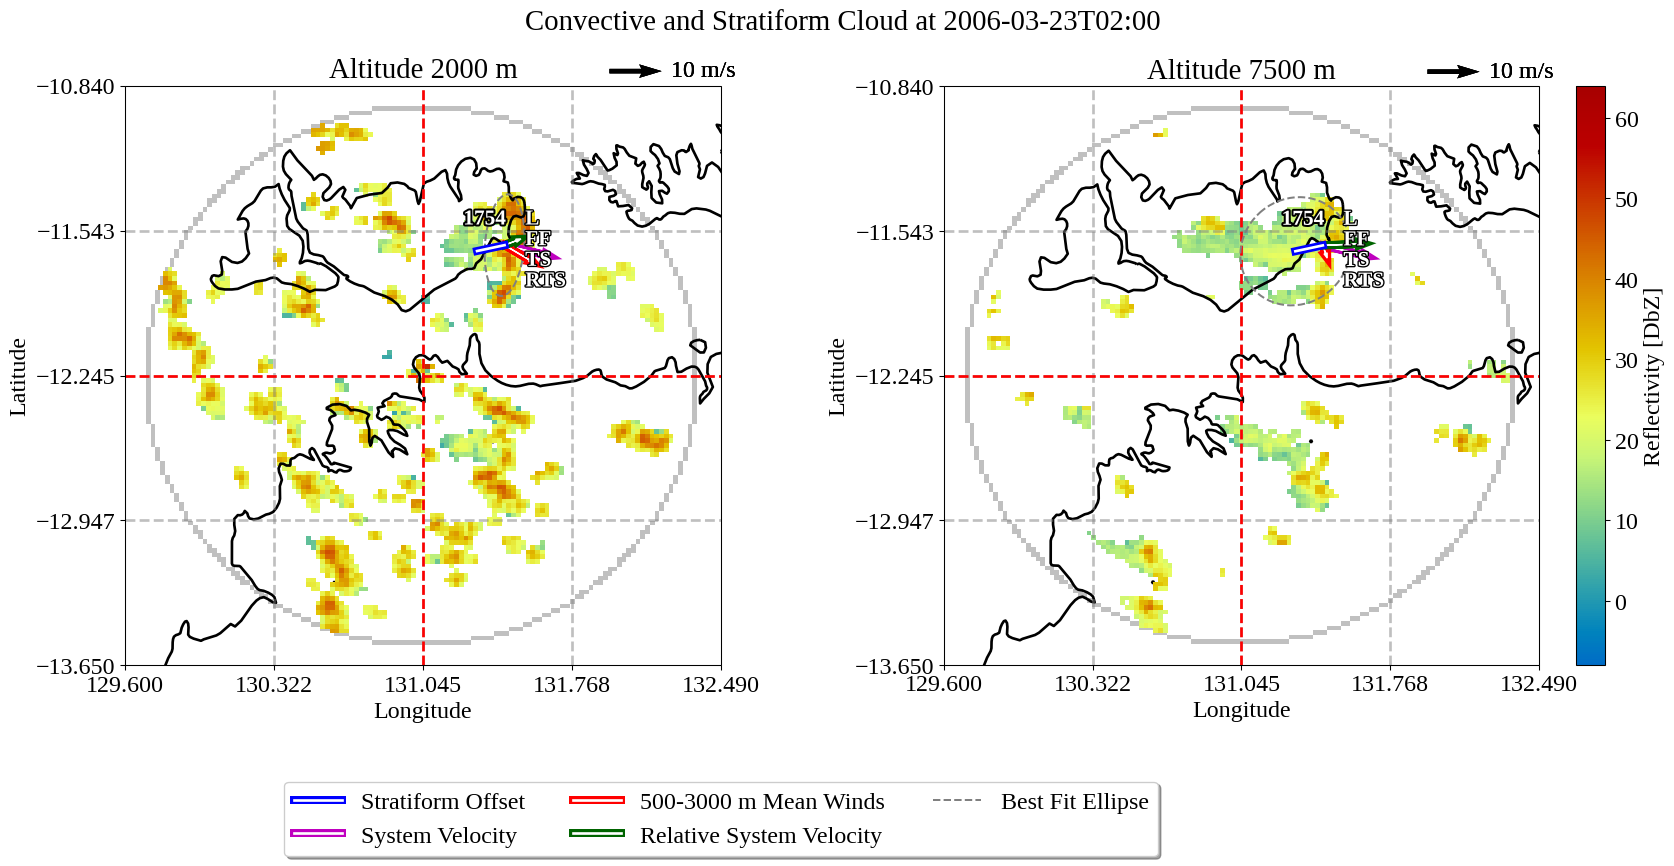 Convective and Stratiform Cloud at 2006-03-23T02:00
Altitude 2000 m
10 m/s
−10.840
−11.543
−12.245
−12.947
−13.650
129.600
130.322
131.045
131.768
132.490
Latitude
Longitude
1754
L
FF
TS
RTS
Altitude 7500 m
10 m/s
−10.840
−11.543
−12.245
−12.947
−13.650
129.600
130.322
131.045
131.768
132.490
Latitude
Longitude
1754
L
FF
TS
RTS
60
50
40
30
20
10
0
Reflectivity [DbZ]
Stratiform Offset
System Velocity
500-3000 m Mean Winds
Relative System Velocity
Best Fit Ellipse